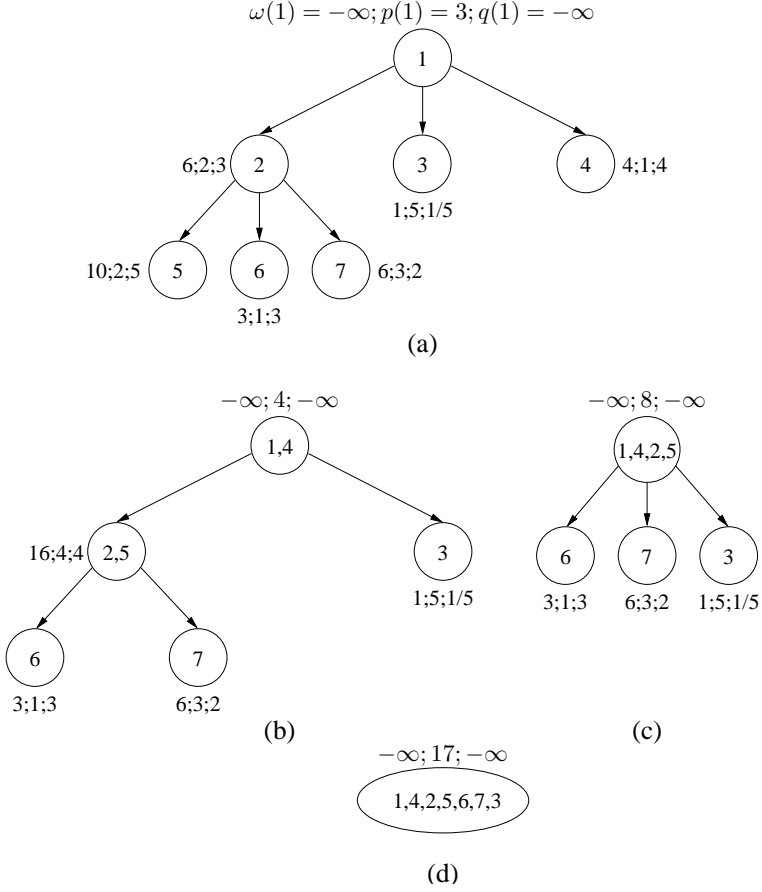 ω(1) = −∞; p(1) = 3; q(1) = −∞
1
6;2;3 2 3 4 4;1;4
1;5;1/5
10;2;5 5 6 7 6;3;2
3;1;3
(a)
−∞; 4; −∞
1,4
16;4;4 2,5 3
1;5;1/5
6 7
3;1;3 6;3;2
(b)
−∞; 8; −∞
1,4,2,5
6 7 3
3;1;3 6;3;2 1;5;1/5
(c)
−∞; 17; −∞
1,4,2,5,6,7,3
(d)